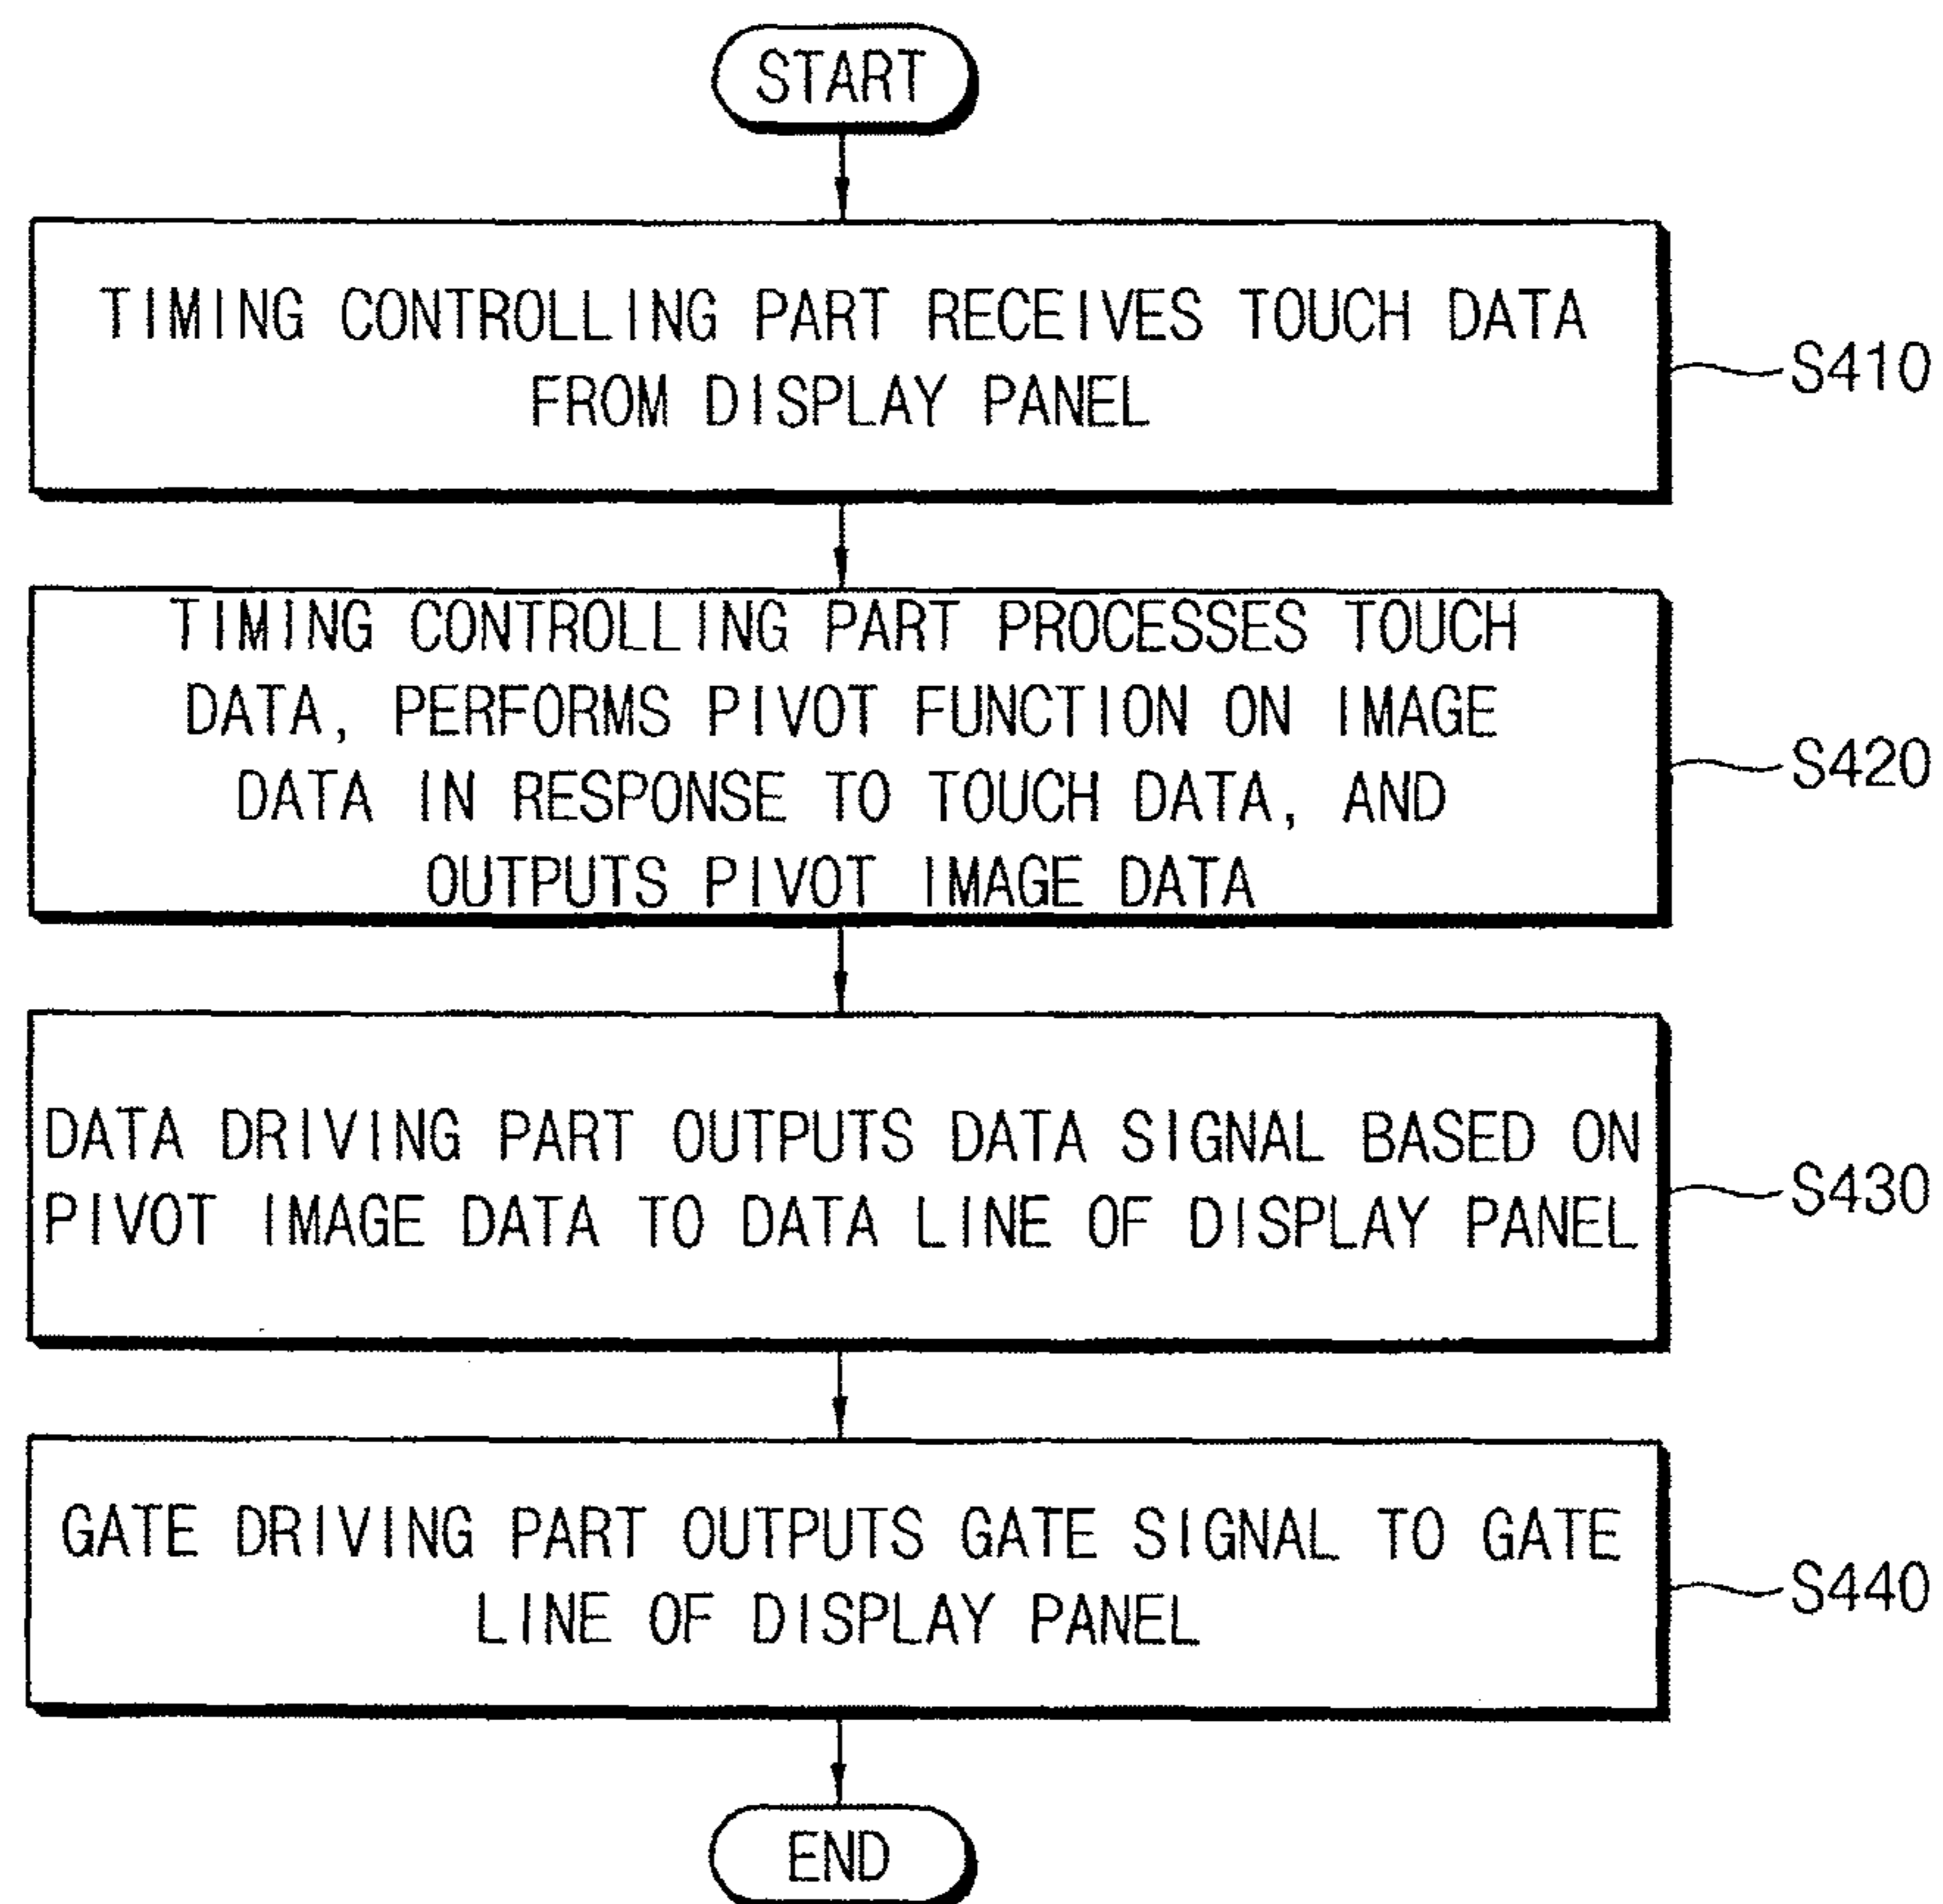 START
TIMING CONTROLLING PART RECEIVES TOUCH DATA
FROM DISPLAY PANEL
S410
TIMING CONTROLLING PART PROCESSES TOUCH
DATA, PERFORMS PIVOT FUNCTION ON IMAGE
DATA IN RESPONSE TO TOUCH DATA, AND
OUTPUTS PIVOT IMAGE DATA
S420
DATA DRIVING PART OUTPUTS DATA SIGNAL BASED ON
PIVOT IMAGE DATA TO DATA LINE OF DISPLAY PANEL
S430
GATE DRIVING PART OUTPUTS GATE SIGNAL TO GATE
LINE OF DISPLAY PANEL
S440
END